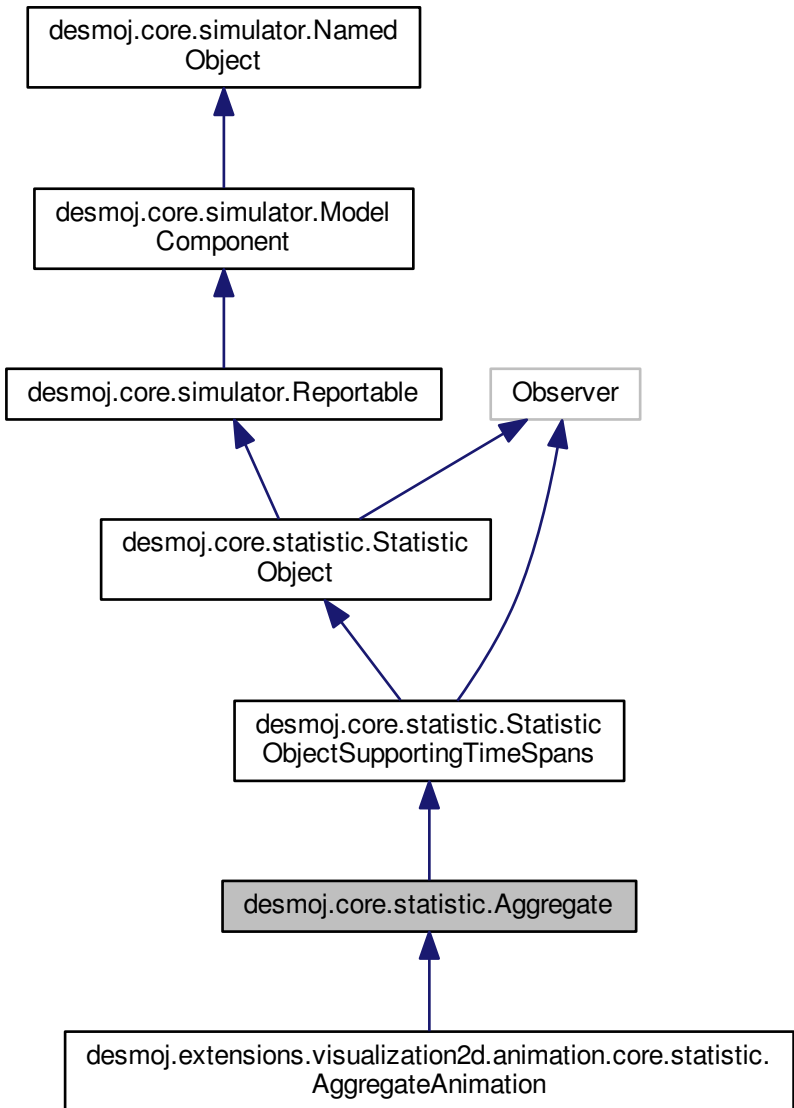 desmoj.core.simulator.Named
Object
desmoj.core.simulator.Model
Component
desmoj.core.simulator.Reportable
Observer
desmoj.core.statistic.Statistic
Object
desmoj.core.statistic.Statistic
ObjectSupportingTimeSpans
desmoj.core.statistic.Aggregate
desmoj.extensions.visualization2d.animation.core.statistic.
AggregateAnimation